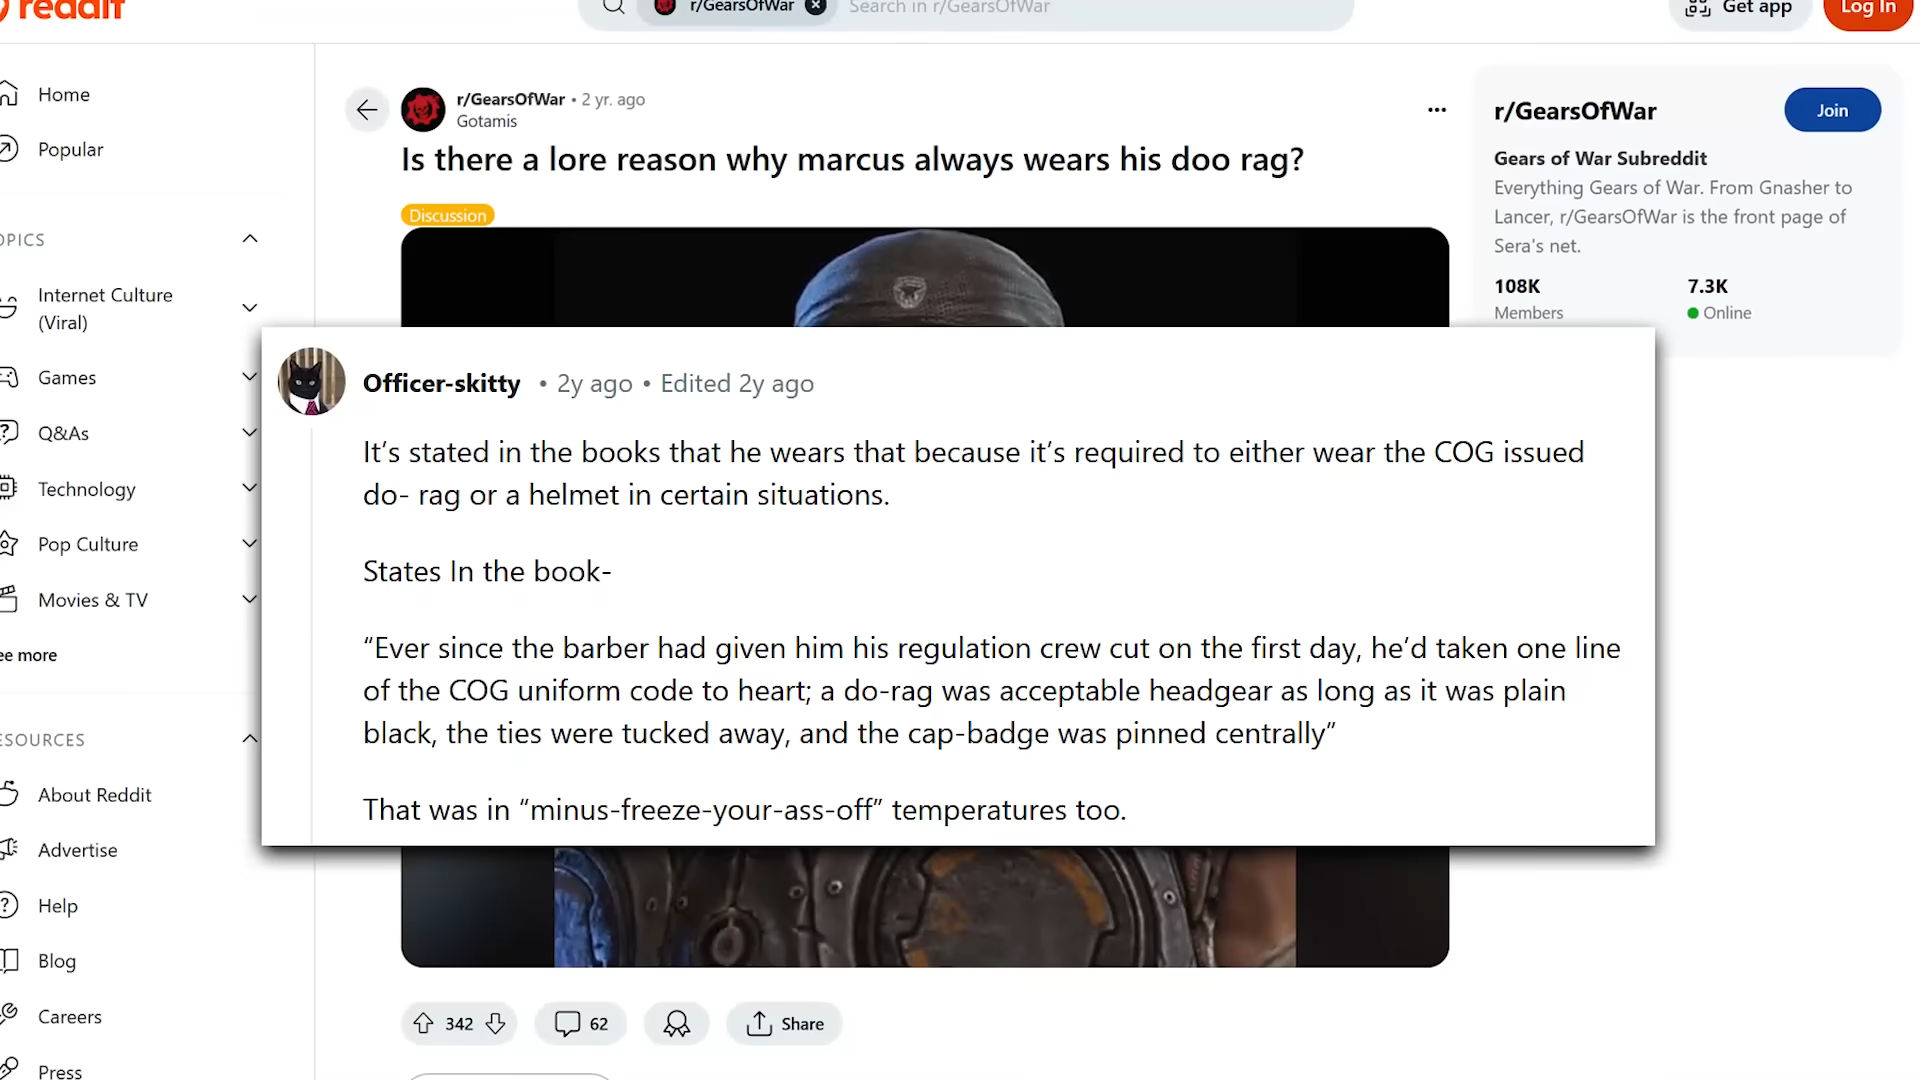 reddit
r/GearsOfWar
Search in r/GearsOfWar
Get app
Log In
Home
Popular
OPICS
Internet Culture
(Viral)
Games
Q&As
Technology
Pop Culture
Movies & TV
ee more
ESOURCES
About Reddit
Advertise
Help
Blog
Careers
Press
r/GearsOfWar • 2 yr. ago
Gotamis
Is there a lore reason why marcus always wears his doo rag?
Discussion
Officer-skitty • 2y ago • Edited 2y ago
It’s stated in the books that he wears that because it’s required to either wear the COG issued
do- rag or a helmet in certain situations.
States In the book-
“Ever since the barber had given him his regulation crew cut on the first day, he’d taken one line
of the COG uniform code to heart; a do-rag was acceptable headgear as long as it was plain
black, the ties were tucked away, and the cap-badge was pinned centrally”
That was in “minus-freeze-your-ass-off” temperatures too.
342
62
Share
r/GearsOfWar
Join
Gears of War Subreddit
Everything Gears of War. From Gnasher to
Lancer, r/GearsOfWar is the front page of
Sera's net.
108K
7.3K
Members
Online